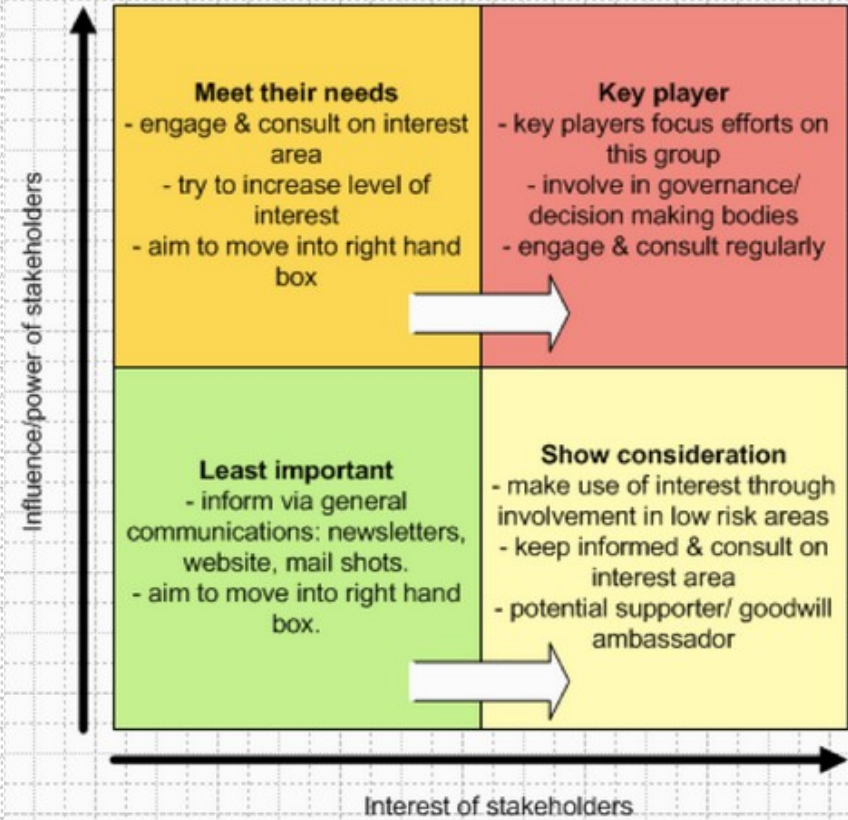 Influence/power of stakeholders
Meet their needs
- engage & consult on interest
area
- try to increase level of
interest
- aim to move into right hand
box
Key player
- key players focus efforts on
this group
- involve in governance/
decision making bodies
- engage & consult regularly
Least important
- inform via general
communications: newsletters,
website, mail shots.
- aim to move into right hand
box.
Show consideration
- make use of interest through
involvement in low risk areas
- keep informed & consult on
interest area
- potential supporter/ goodwill
ambassador
Interest of stakeholders